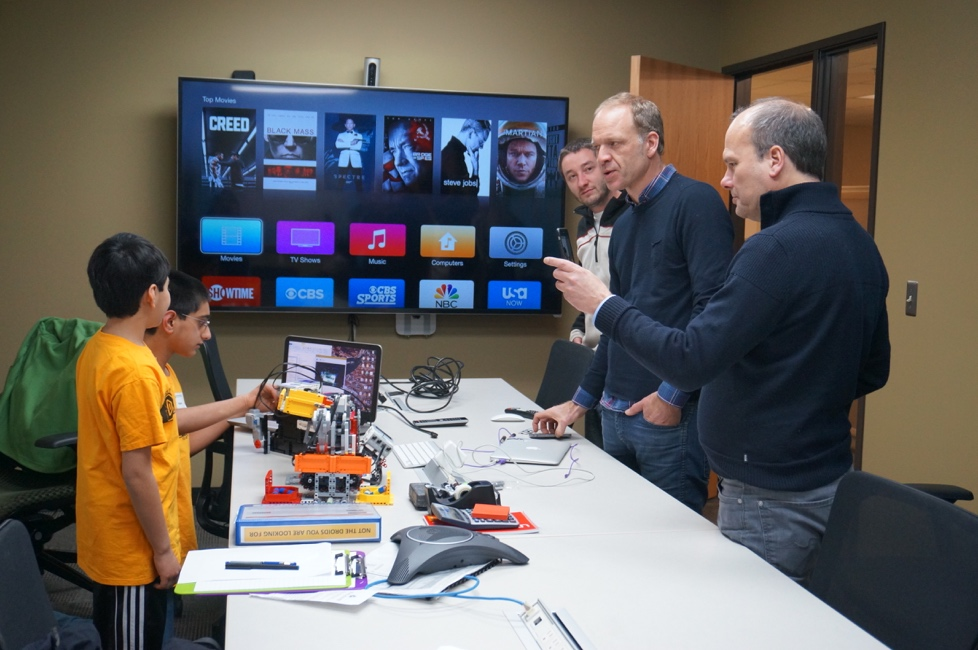 Top Movies
CREED
BLACK MASS
SPECTRE
steve jobs
MARTIAN
Movies
TV Shows
Music
Computers
Settings
SHOWTIME
CBS
CBS SPORTS
NBC
USA NOW
NOT THE DROIDS YOU ARE LOOKING FOR